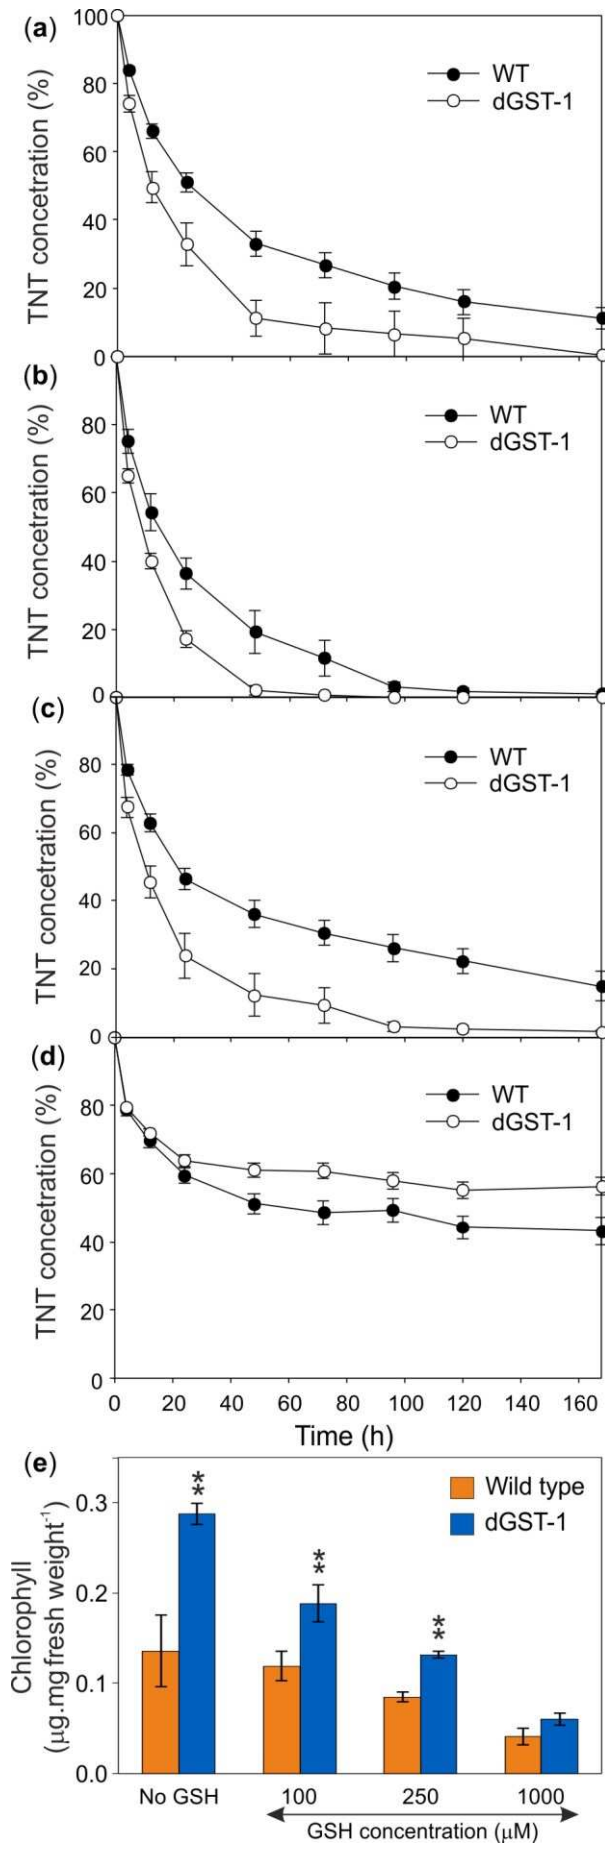 (a)
100
80
60
40
20
0
TNT concetration (%)
WT
dGST-1
(b)
80
60
40
20
0
TNT concetration (%)
WT
dGST-1
(c)
80
60
40
20
0
TNT concetration (%)
WT
dGST-1
(d)
80
60
40
20
0
TNT concetration (%)
WT
dGST-1
0 20 40 60 80 100 120 140 160
Time (h)
(e)
0.3
0.2
0.1
0.0
Chlorophyll
(µg.mgfresh weight⁻¹)
Wild type
dGST-1
**
**
**
No GSH 100 250 1000
GSH concentration (µM)